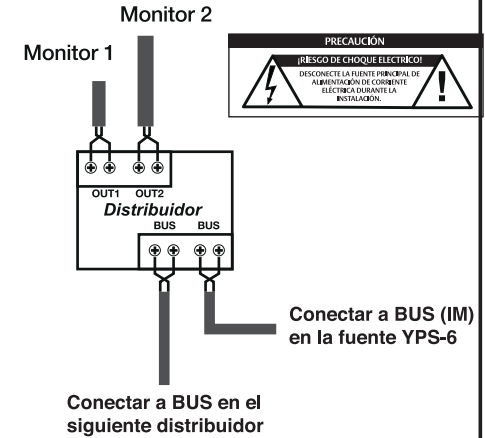 Monitor 2
Monitor 1
PRECAUCIÓN
¡RIESGO DE CHOQUE ELECTRICO!
DESCONECTE LA FUENTE PRINCIPAL DE
ALIMENTACIÓN DE CORRIENTE
ELÉCTRICA DURANTE LA
INSTALACIÓN.
!
OUT1 OUT2
Distribuidor
BUS BUS
Conectar a BUS (IM)
en la fuente YPS-6
Conectar a BUS en el
siguiente distribuidor